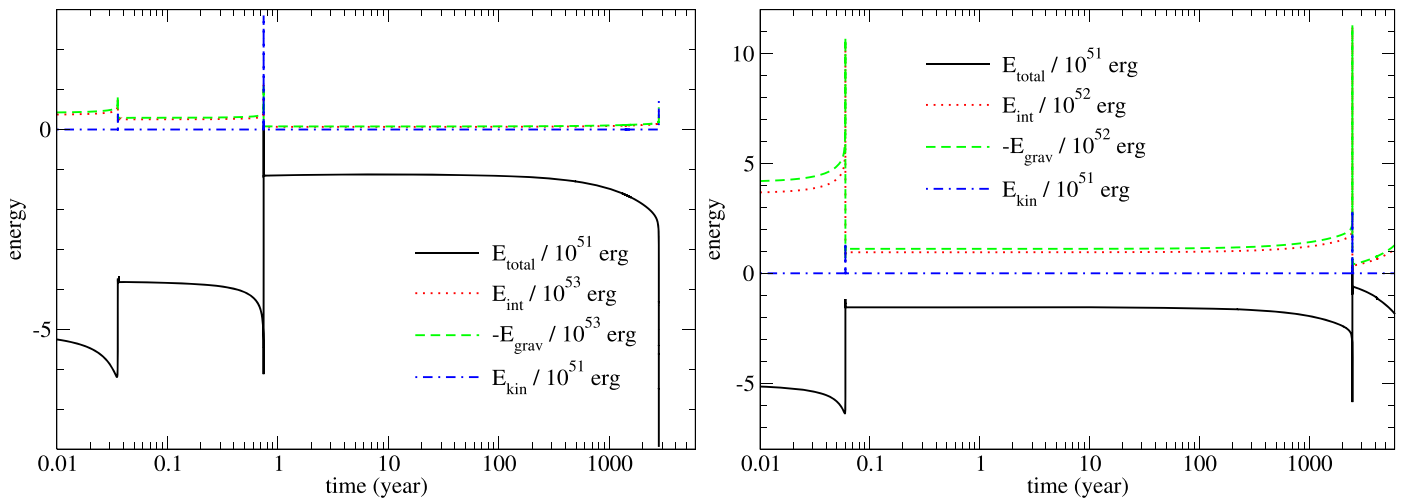 0
-5
energy
0.01
0.1
1
10
100
1000
time (year)
E_total / 10^51 erg
E_int / 10^53 erg
-E_grav / 10^53 erg
E_kin / 10^51 erg
10
5
0
-5
energy
0.01
0.1
1
10
100
1000
time (year)
E_total / 10^51 erg
E_int / 10^52 erg
-E_grav / 10^52 erg
E_kin / 10^51 erg